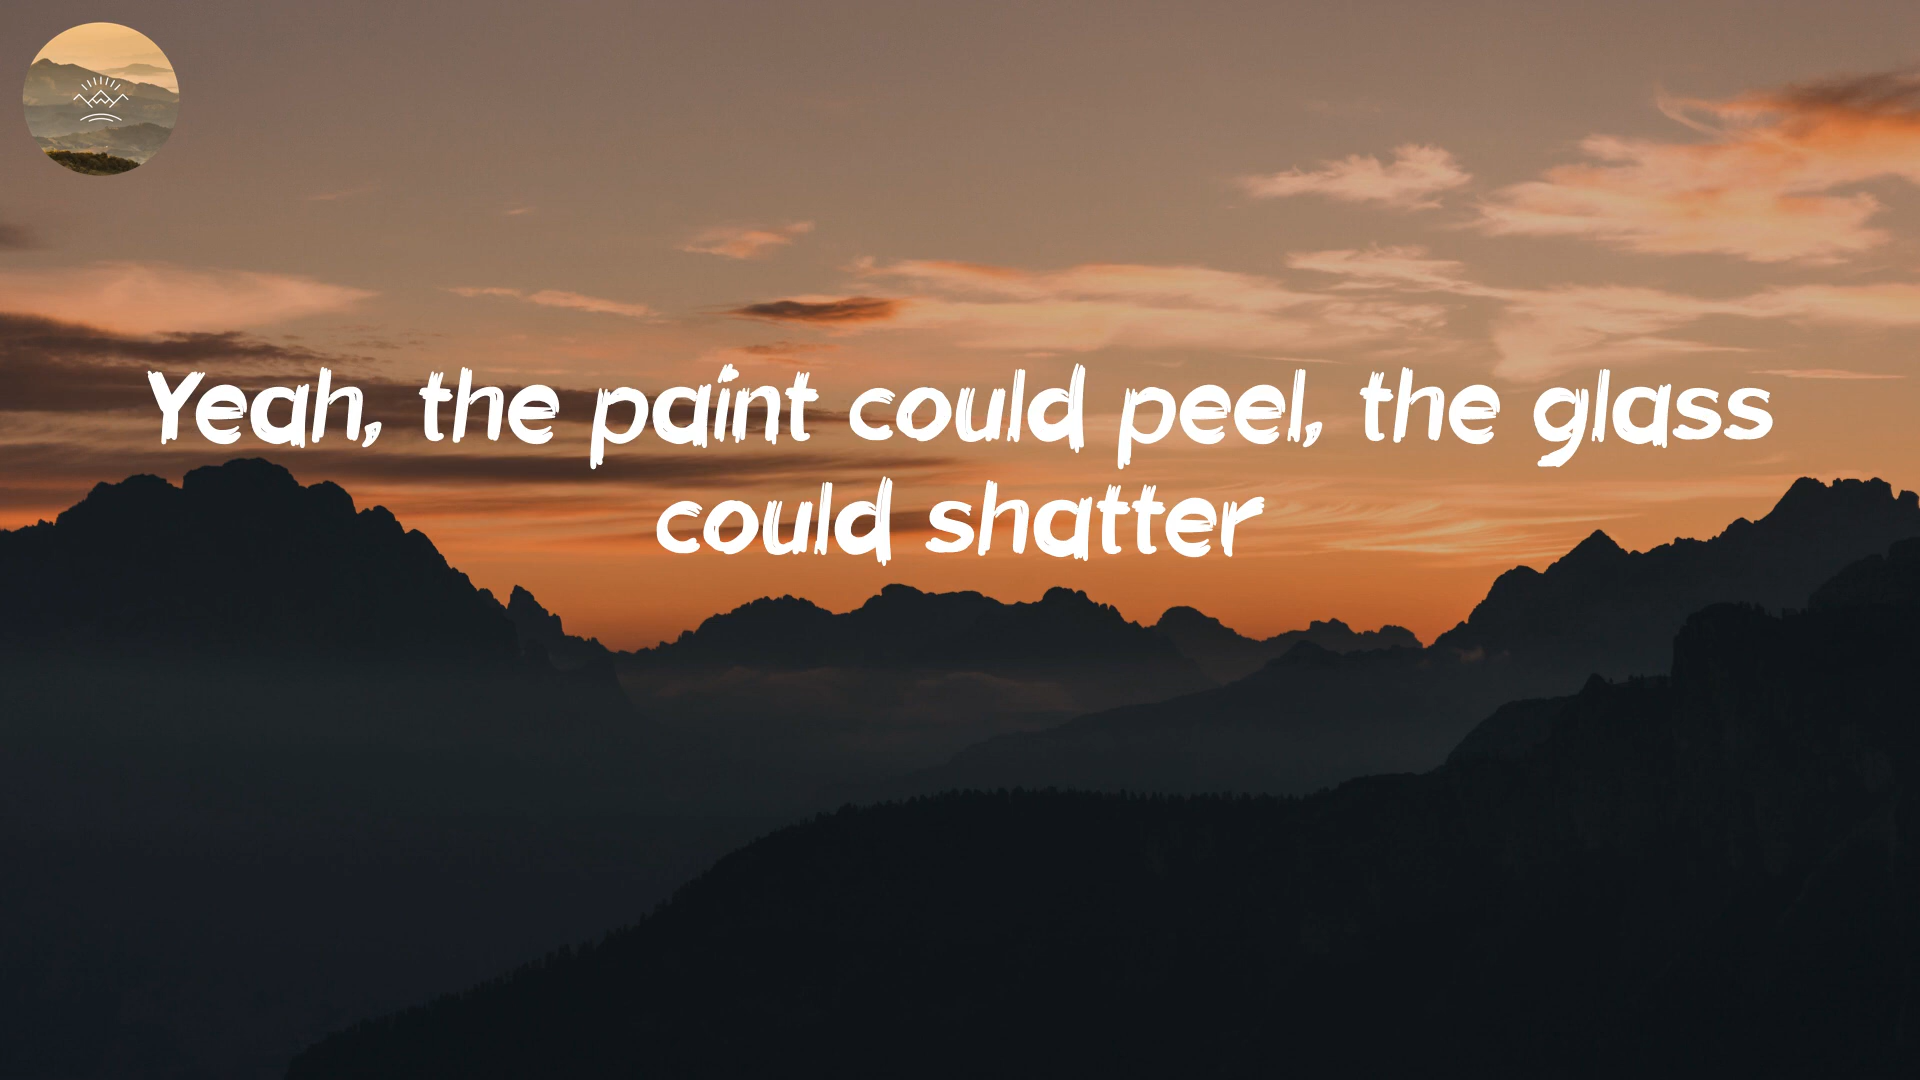 Yeah, the paint could peel, the glass
could shatter